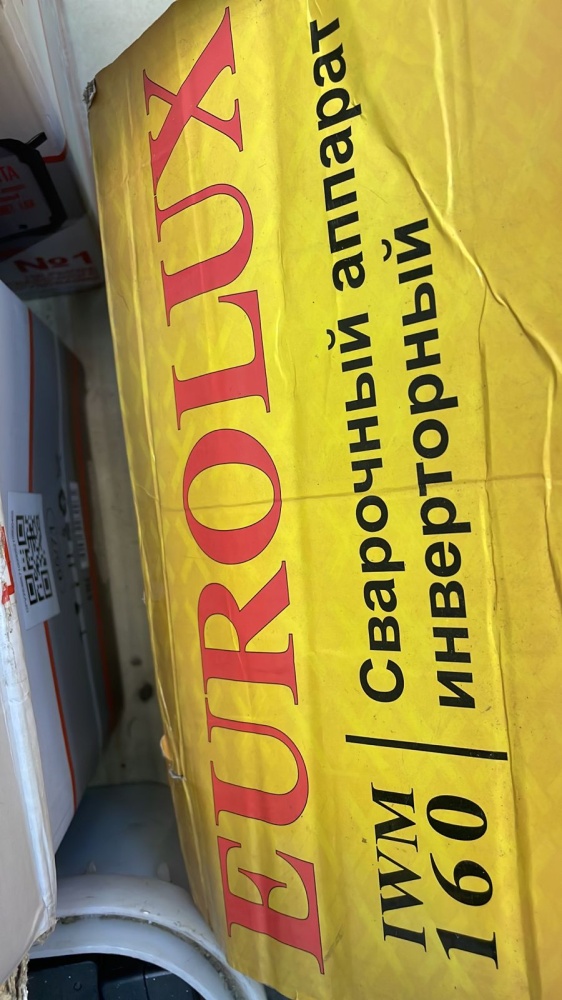 EUROLUX
IWM
160
Сварочный аппарат
инверторный
№1